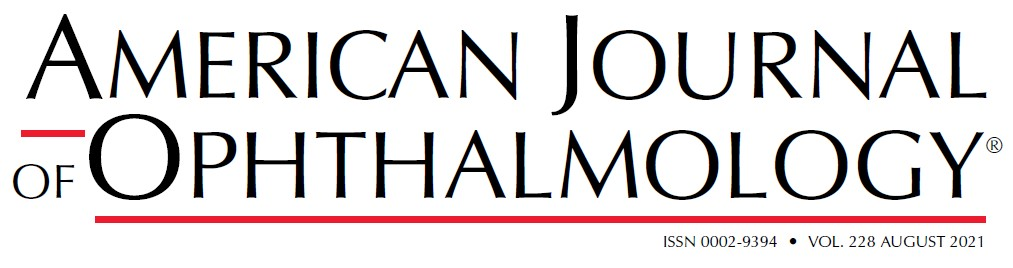 AMERICAN JOURNAL
OF OPHTHALMOLOGY®
ISSN 0002-9394 • VOL. 228 AUGUST 2021